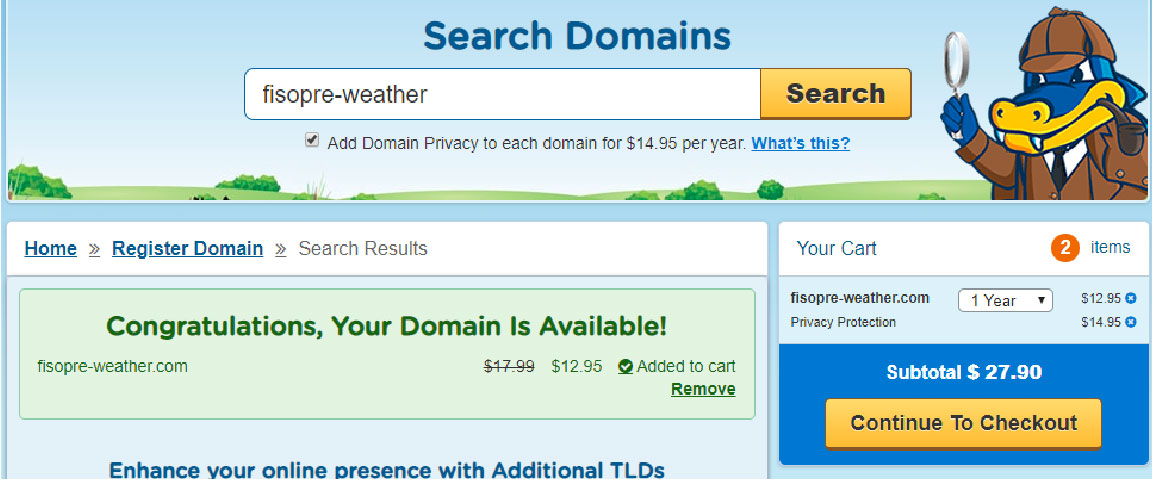 Search Domains
fisopre-weather
Search
Add Domain Privacy to each domain for $14.95 per year. What's this?
Home » Register Domain » Search Results
Congratulations, Your Domain Is Available!
fisopre-weather.com $17.99 $12.95 Added to cart
Remove
Enhance your online presence with Additional TLDs
Your Cart 2 items
fisopre-weather.com 1 Year $12.95
Privacy Protection $14.95
Subtotal $ 27.90
Continue To Checkout